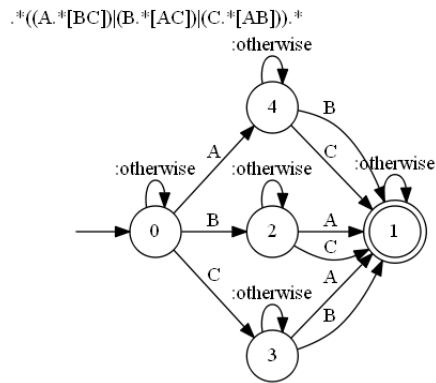 .*((A.*[BC])|(B.*[AC])|(C.*[AB])).*
:otherwise
4
B
:otherwise
A
C
:otherwise
:otherwise
0
B
2
A
1
C
C
:otherwise
A
3
B